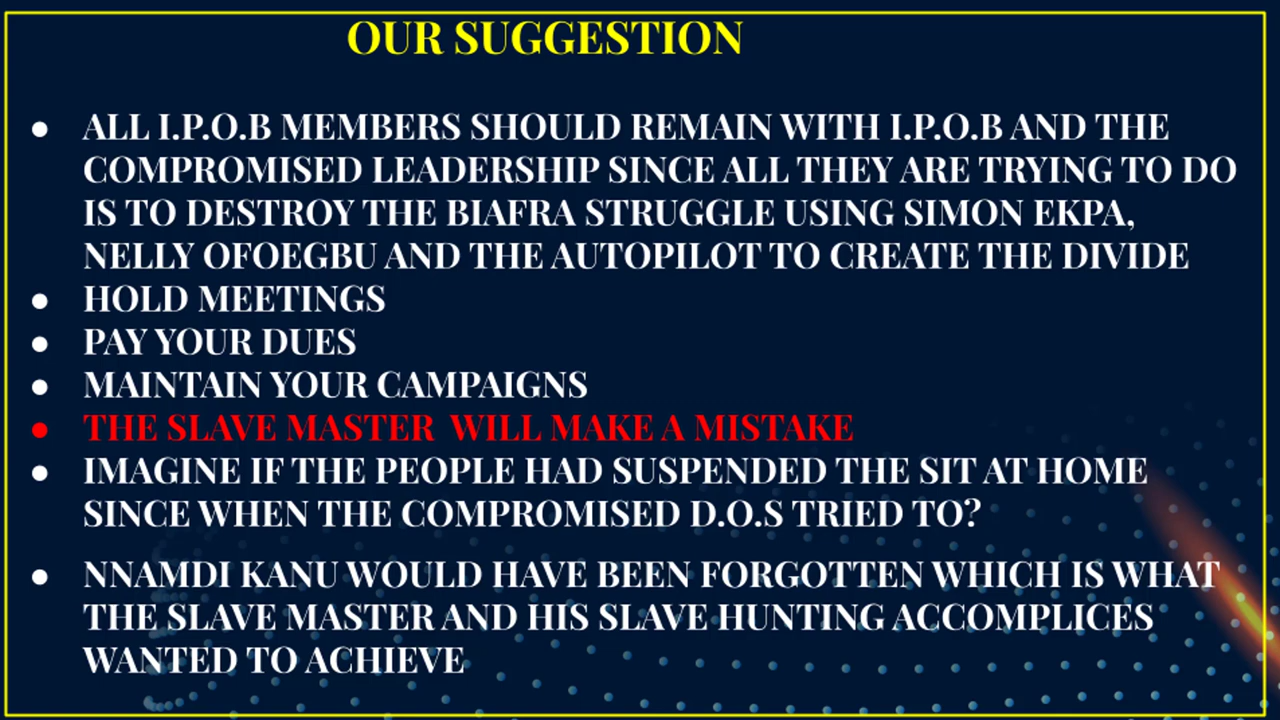 OUR SUGGESTION
● ALL I.P.O.B MEMBERS SHOULD REMAIN WITH I.P.O.B AND THE
COMPROMISED LEADERSHIP SINCE ALL THEY ARE TRYING TO DO
IS TO DESTROY THE BIAFRA STRUGGLE USING SIMON EKPA,
NELLY OFOEGBU AND THE AUTOPILOT TO CREATE THE DIVIDE
● HOLD MEETINGS
● PAY YOUR DUES
● MAINTAIN YOUR CAMPAIGNS
● THE SLAVE MASTER WILL MAKE A MISTAKE
● IMAGINE IF THE PEOPLE HAD SUSPENDED THE SIT AT HOME
SINCE WHEN THE COMPROMISED D.O.S TRIED TO?
● NNAMDI KANU WOULD HAVE BEEN FORGOTTEN WHICH IS WHAT
THE SLAVE MASTER AND HIS SLAVE HUNTING ACCOMPLICES
WANTED TO ACHIEVE